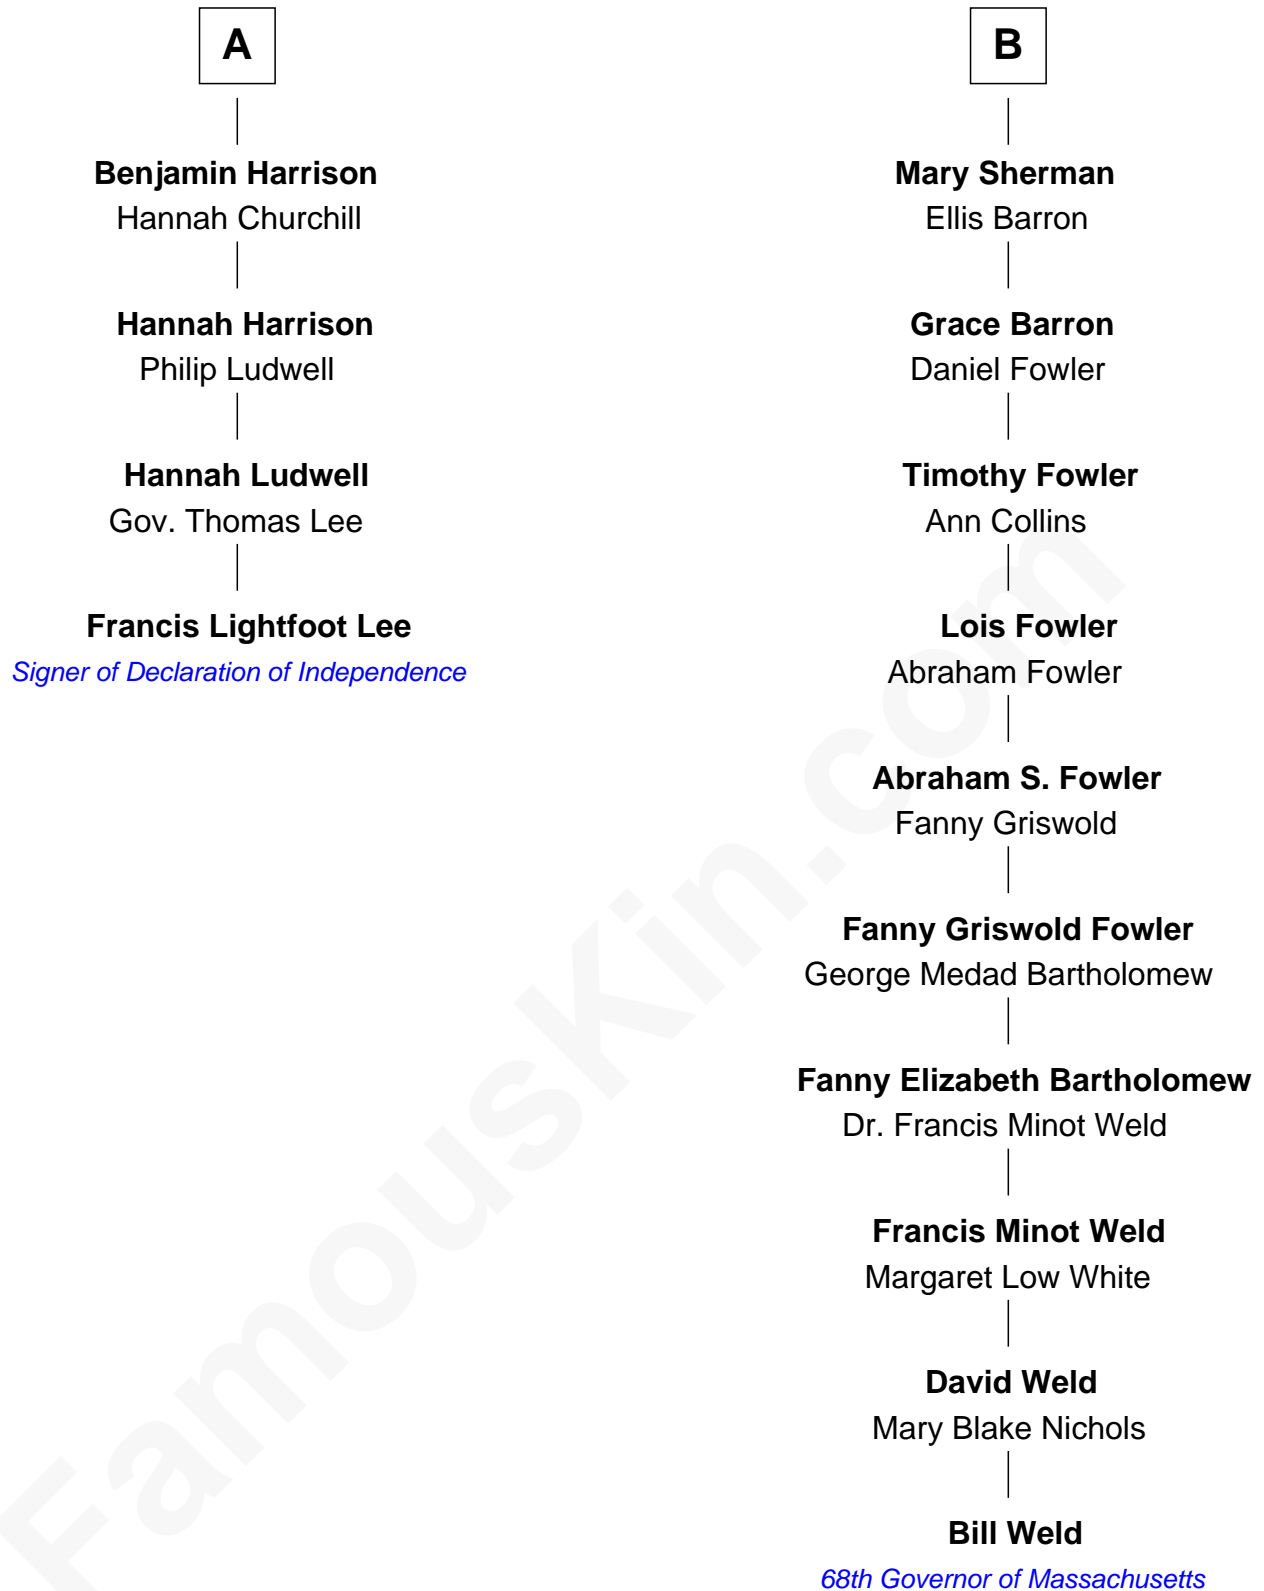 A
Benjamin Harrison
Hannah Churchill
Hannah Harrison
Philip Ludwell
Hannah Ludwell
Gov. Thomas Lee
Francis Lightfoot Lee
Signer of Declaration of Independence
B
Mary Sherman
Ellis Barron
Grace Barron
Daniel Fowler
Timothy Fowler
Ann Collins
Lois Fowler
Abraham Fowler
Abraham S. Fowler
Fanny Griswold
Fanny Griswold Fowler
George Medad Bartholomew
Fanny Elizabeth Bartholomew
Dr. Francis Minot Weld
Francis Minot Weld
Margaret Low White
David Weld
Mary Blake Nichols
Bill Weld
68th Governor of Massachusetts
FamousKin.com